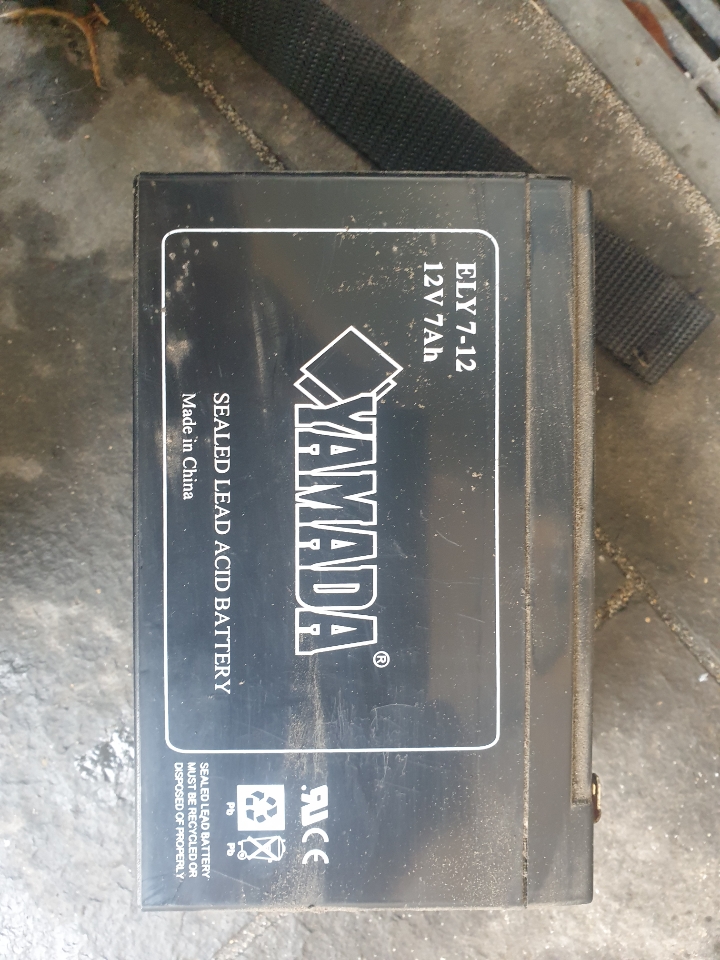 ELY 7-12
12V 7Ah
YAMADA®
SEALED LEAD ACID BATTERY
Made in China
CE
Pb
Pb
SEALED LEAD BATTERY
MUST BE RECYCLED OR
DISPOSED OF PROPERLY